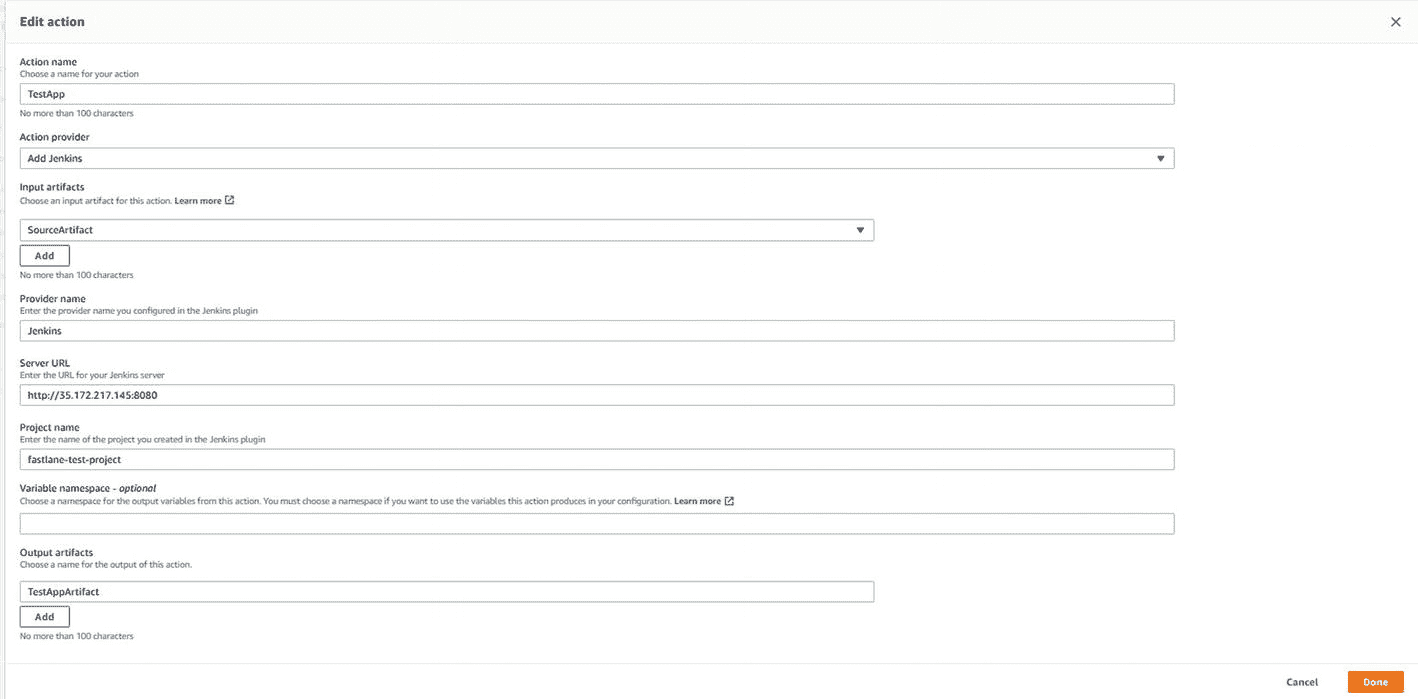 Edit action
Action name
Choose a name for your action
TestApp
No more than 100 characters
Action provider
Add Jenkins
Input artifacts
Choose an input artifact for this action. Learn more
SourceArtifact
Add
No more than 100 characters
Provider name
Enter the provider name you configured in the Jenkins plugin
Jenkins
Server URL
Enter the URL for your Jenkins server
http://35.172.217.145:8080
Project name
Enter the name of the project you created in the Jenkins plugin
fastlane-test-project
Variable namespace - optional
Choose a namespace for the output variables from this action. You must choose a namespace if you want to use the variables this action produces in your configuration. Learn more
Output artifacts
Choose a name for the output of this action.
TestAppArtifact
Add
No more than 100 characters
Cancel Done